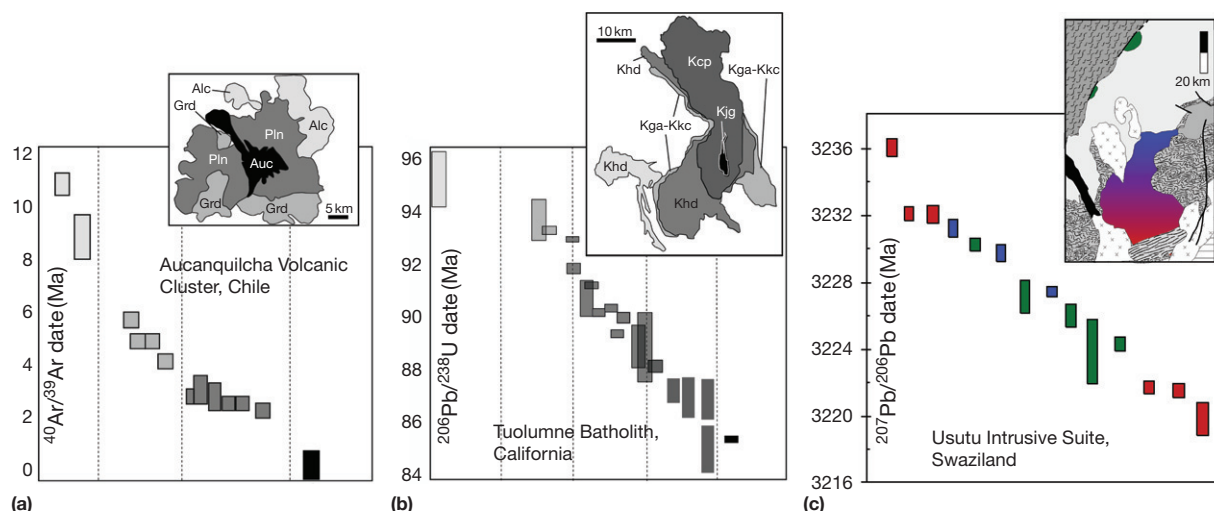 Alc
Grd
Pln
Alc
Pln
Auc
Grd
Grd
5 km
12
10
8
6
4
2
0
40Ar/39Ar date (Ma)
Aucanquilcha Volcanic
Cluster, Chile
(a)
10 km
Khd
Kcp
Kga-Kkc
Kga-Kkc
Kjg
Khd
Khd
96
94
92
90
88
86
84
206Pb/238U date (Ma)
Tuolumne Batholith,
California
(b)
20 km
3236
3232
3228
3224
3220
3216
207Pb/206Pb date (Ma)
Usutu Intrusive Suite,
Swaziland
(c)